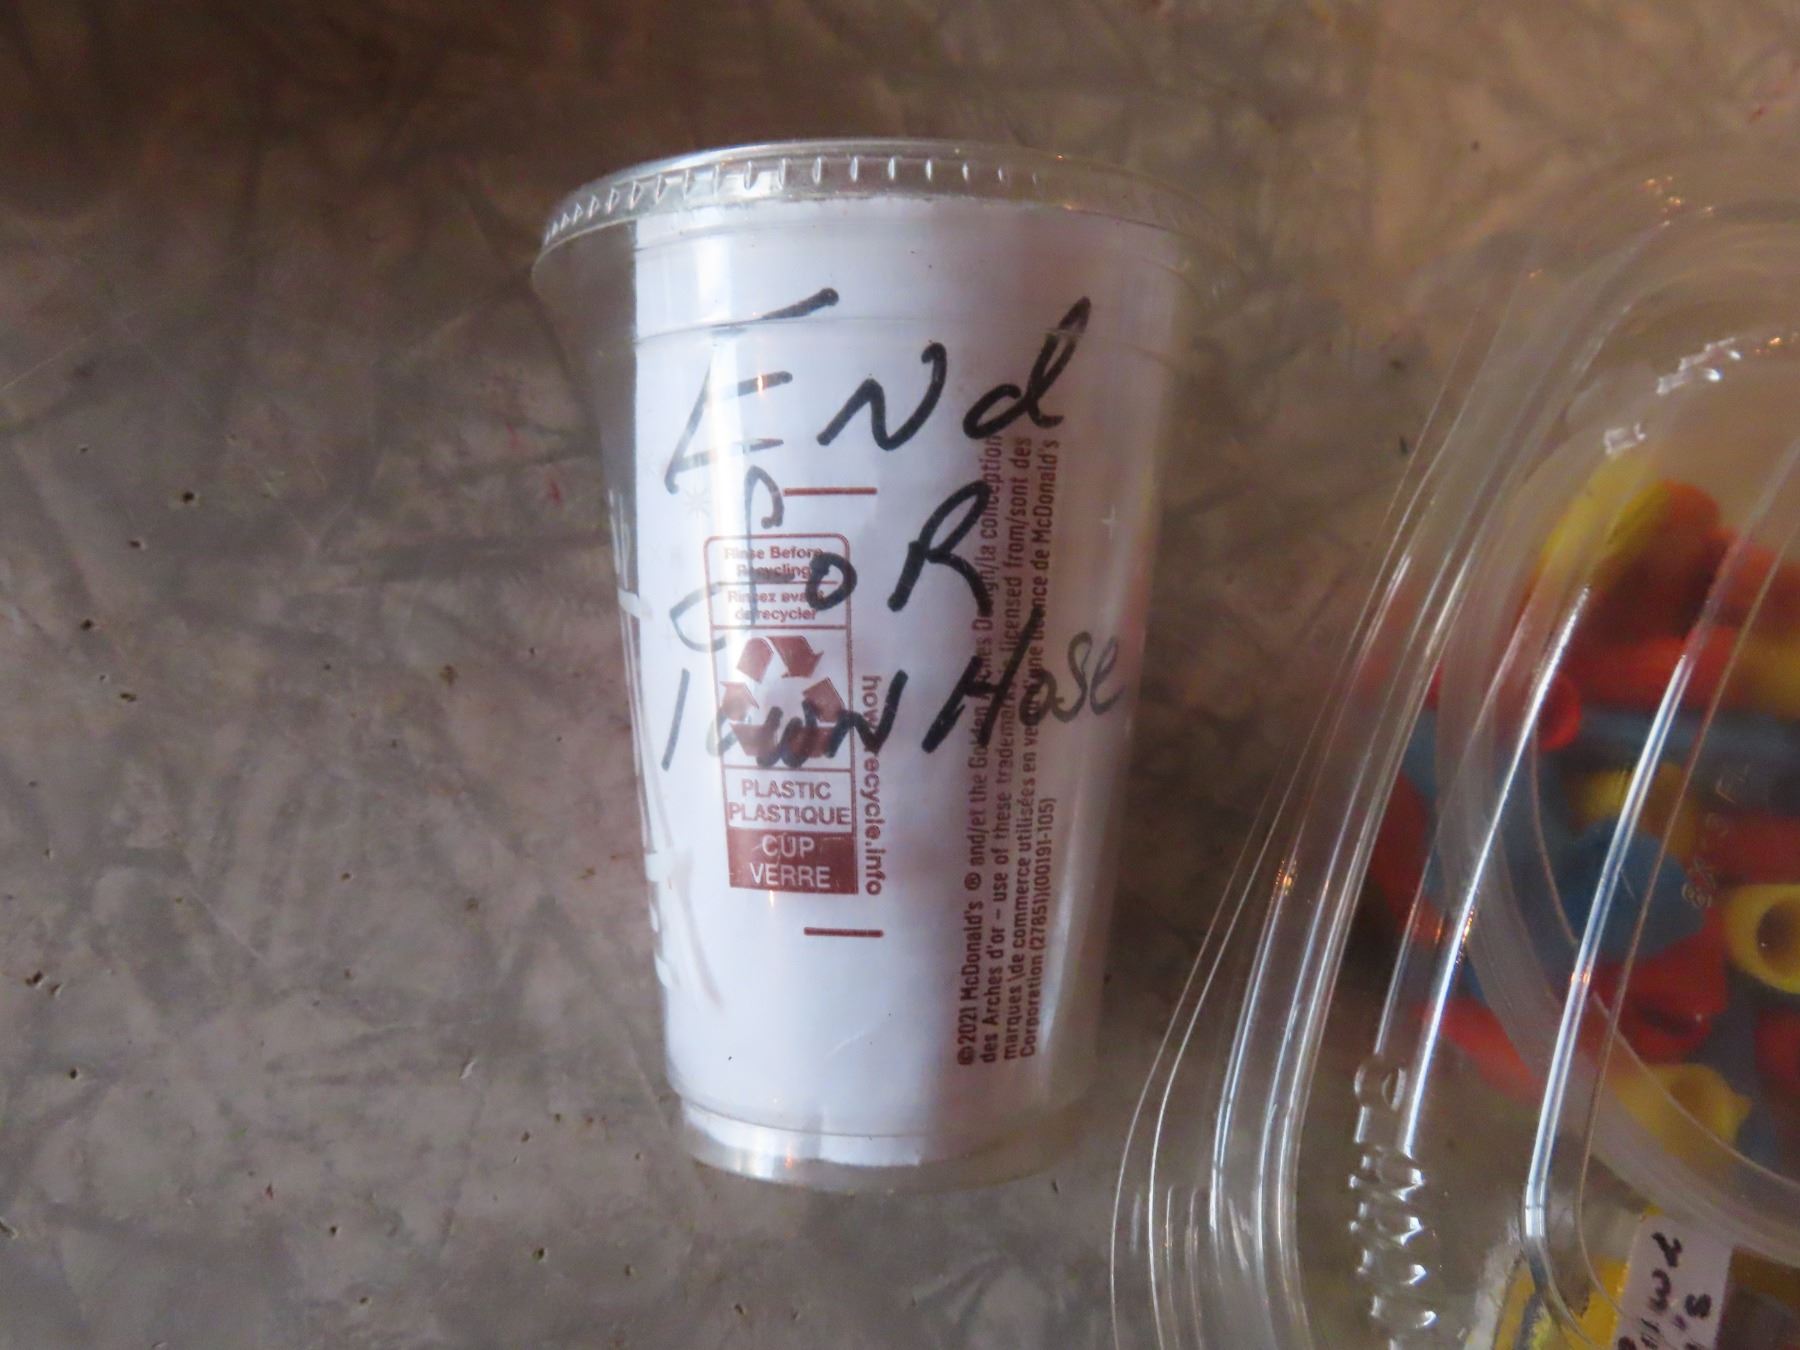 ENd
FOR
lawN Hose
Rinse Before
Recycling
Rincez avant
de recycler
PLASTIC
PLASTIQUE
CUP
VERRE
how2recycle.info
©2021 McDonald's ® and/et the Golden Arches Design/la conception
des Arches d'or – use of these trademarks licensed from/sont des
marques de commerce utilisées en vertu d'une licence de McDonald's
Corporation (27851)(00191-105)